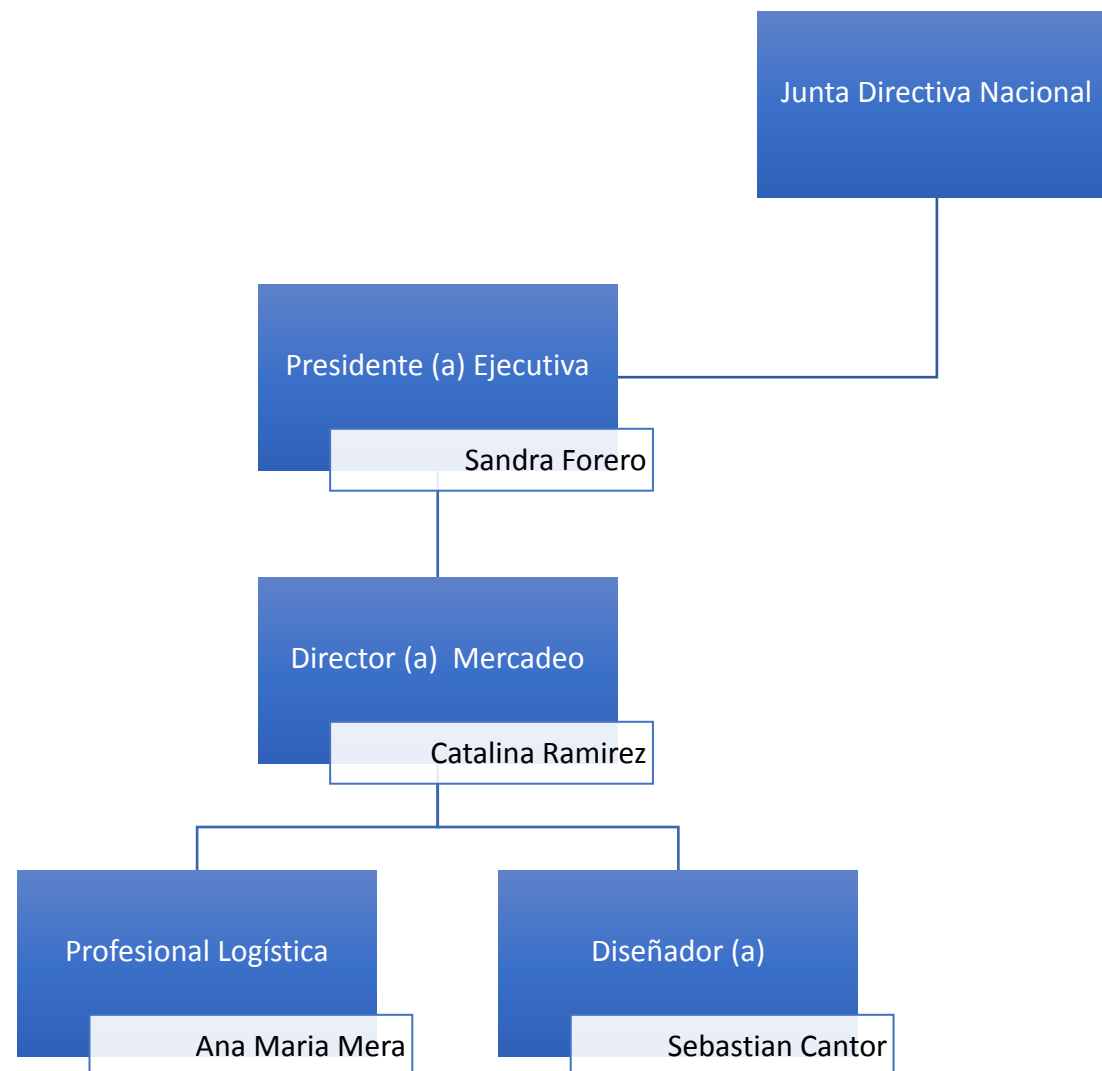 Junta Directiva Nacional
Presidente (a) Ejecutiva
Sandra Forero
Director (a)  Mercadeo
Catalina Ramirez
Profesional Logística
Ana Maria Mera
Diseñador (a)
Sebastian Cantor